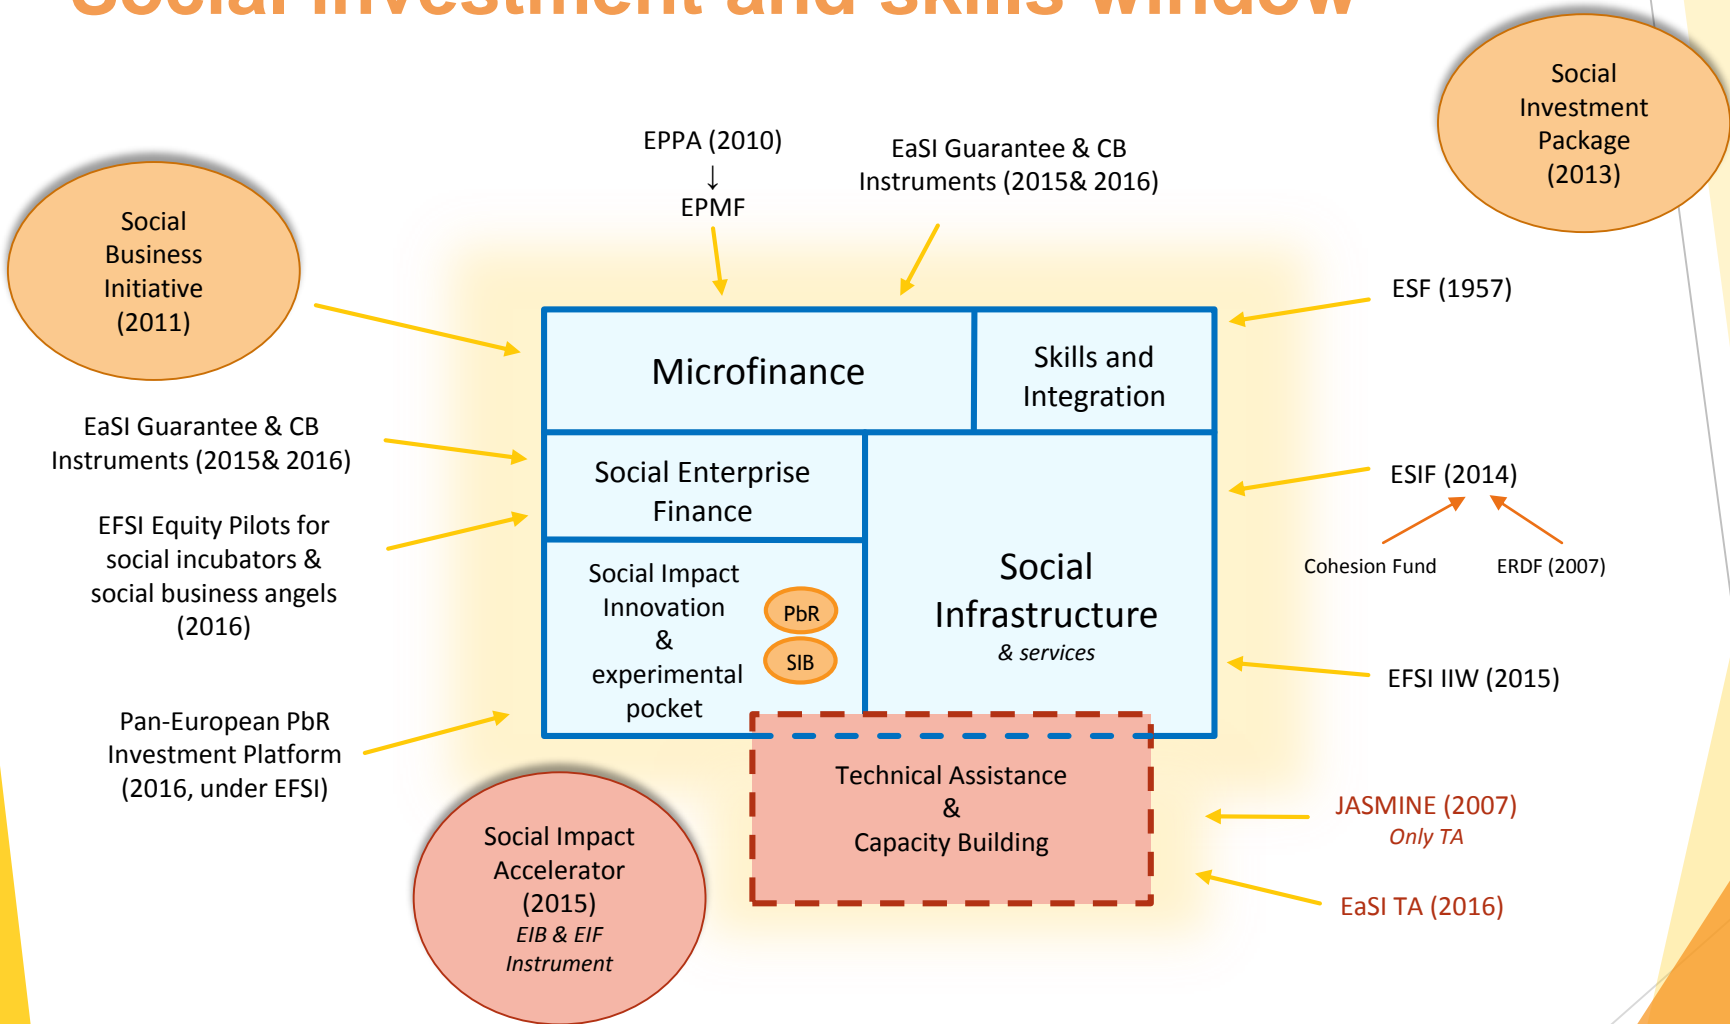 Social investment and skills window
Social
Investment
Package
(2013)
EPPA (2010)
↓
EPMF
EaSI Guarantee & CB
Instruments (2015& 2016)
Social
Business
Initiative
(2011)
ESF (1957)
Microfinance
Skills and
Integration
EaSI Guarantee & CB
Instruments (2015& 2016)
Social Enterprise
Finance
ESIF (2014)
Cohesion Fund
ERDF (2007)
EFSI Equity Pilots for
social incubators &
social business angels
(2016)
Social Impact
Innovation
&
experimental
pocket
PbR
SIB
Social
Infrastructure
& services
EFSI IIW (2015)
Pan-European PbR
Investment Platform
(2016, under EFSI)
Technical Assistance
&
Capacity Building
JASMINE (2007)
Only TA
EaSI TA (2016)
Social Impact
Accelerator
(2015)
EIB & EIF
Instrument